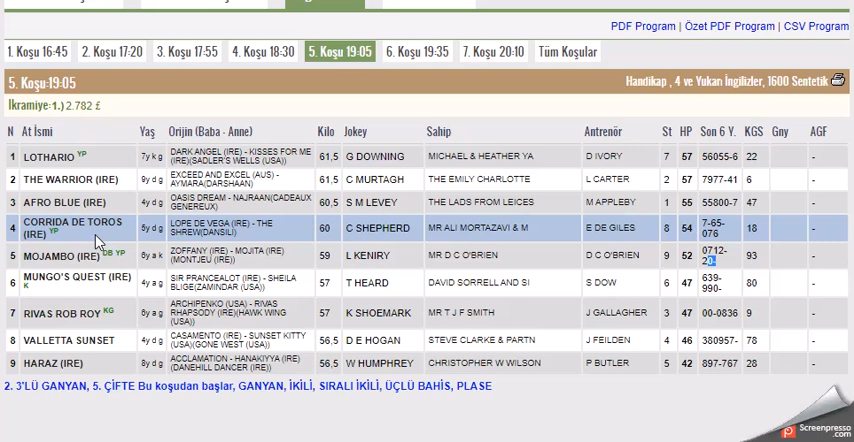 PDF Program | Özet PDF Program | CSV Program
1. Koşu 16:45 2. Koşu 17:20 3. Koşu 17:55 4. Koşu 18:30 5. Koşu 19:05 6. Koşu 19:35 7. Koşu 20:10 Tüm Koşular
5. Koşu:19:05 Handikap , 4 ve Yukarı İngilizler, 1600 Sentetik
İkramiye:1.) 2.782 £
N At İsmi Yaş Orijin (Baba - Anne) Kilo Jokey Sahip Antrenör St HP Son 6 Y. KGS Gny AGF
1 LOTHARIO YP 7y k g DARK ANGEL (IRE) - KISSES FOR ME (IRE)(SADLER'S WELLS (USA)) 61,5 G DOWNING MICHAEL & HEATHER YA D IVORY 7 57 56055-6 22 -
2 THE WARRIOR (IRE) 9y d g EXCEED AND EXCEL (AUS) - AYMARA(DARSHAAN) 61,5 C MURTAGH THE EMILY CHARLOTTE L CARTER 2 57 7977-41 6 -
3 AFRO BLUE (IRE) 4y d g OASIS DREAM - NAJRAAN(CADEAUX GENEREUX) 60,5 S M LEVEY THE LADS FROM LEICES M APPLEBY 1 55 55800-7 47 -
4 CORRIDA DE TOROS (IRE) YP 5y d g LOPE DE VEGA (IRE) - THE SHREW(DANSILI) 60 C SHEPHERD MR ALI MORTAZAVI & M E DE GILES 8 54 7-65-076 18 -
5 MOJAMBO (IRE) DB YP 6y a k ZOFFANY (IRE) - MOJITA (IRE)(MONTJEU (IRE)) 59 L KENIRY MR D C O'BRIEN D C O'BRIEN 9 52 0712-20- 93 -
6 MUNGO'S QUEST (IRE) K 4y a g SIR PRANCEALOT (IRE) - SHEILA BLIGE(ZAMINDAR (USA)) 57 T HEARD DAVID SORRELL AND SI S DOW 6 47 639-990- 80 -
7 RIVAS ROB ROY KG 8y a g ARCHIPENKO (USA) - RIVAS RHAPSODY (IRE)(HAWK WING (USA)) 57 K SHOEMARK MR T J F SMITH J GALLAGHER 3 47 00-0836 9 -
8 VALLETTA SUNSET 4y d g CASAMENTO (IRE) - SUNSET KITTY (USA)(GONE WEST (USA)) 56,5 D E HOGAN STEVE CLARKE & PARTN J FEILDEN 4 46 380957- 78 -
9 HARAZ (IRE) 8y d g ACCLAMATION - HANAKIYYA (IRE)(DANEHILL DANCER (IRE)) 56,5 W HUMPHREY CHRISTOPHER W WILSON P BUTLER 5 42 897-767 28 -
2. 3'LÜ GANYAN, 5. ÇİFTE Bu koşudan başlar, GANYAN, İKİLİ, SIRALI İKİLİ, ÜÇLÜ BAHİS, PLASE
Screenpresso
.com